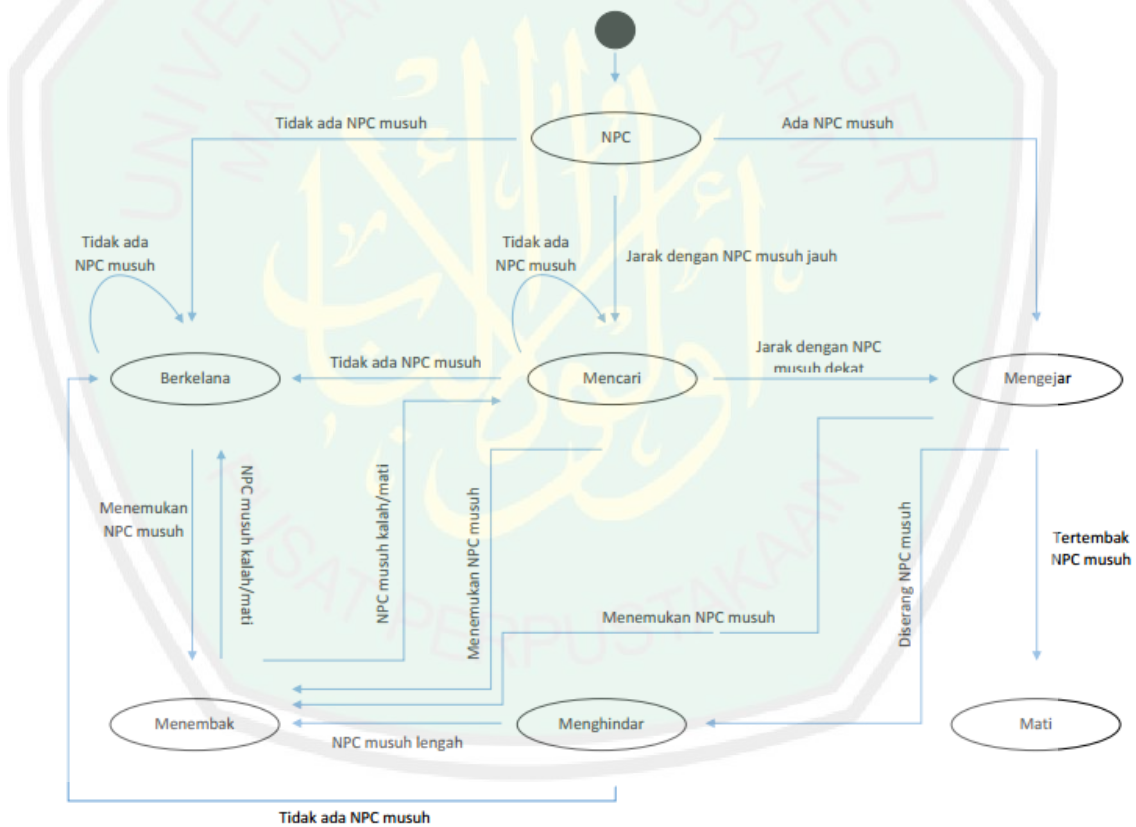 NPC
Tidak ada NPC musuh
Ada NPC musuh
Tidak ada
NPC musuh
Tidak ada
NPC musuh
Jarak dengan NPC musuh jauh
Berkelana
Tidak ada NPC musuh
Mencari
Jarak dengan NPC
musuh dekat
Mengejar
Menemukan
NPC musuh
NPC musuh kalah/mati
NPC musuh kalah/mati
Menemukan NPC musuh
Menemukan NPC musuh
Diserang NPC musuh
Tertembak
NPC musuh
Menembak
NPC musuh lengah
Menghindar
Mati
Tidak ada NPC musuh
PUSAT PERPUSTAKAAN